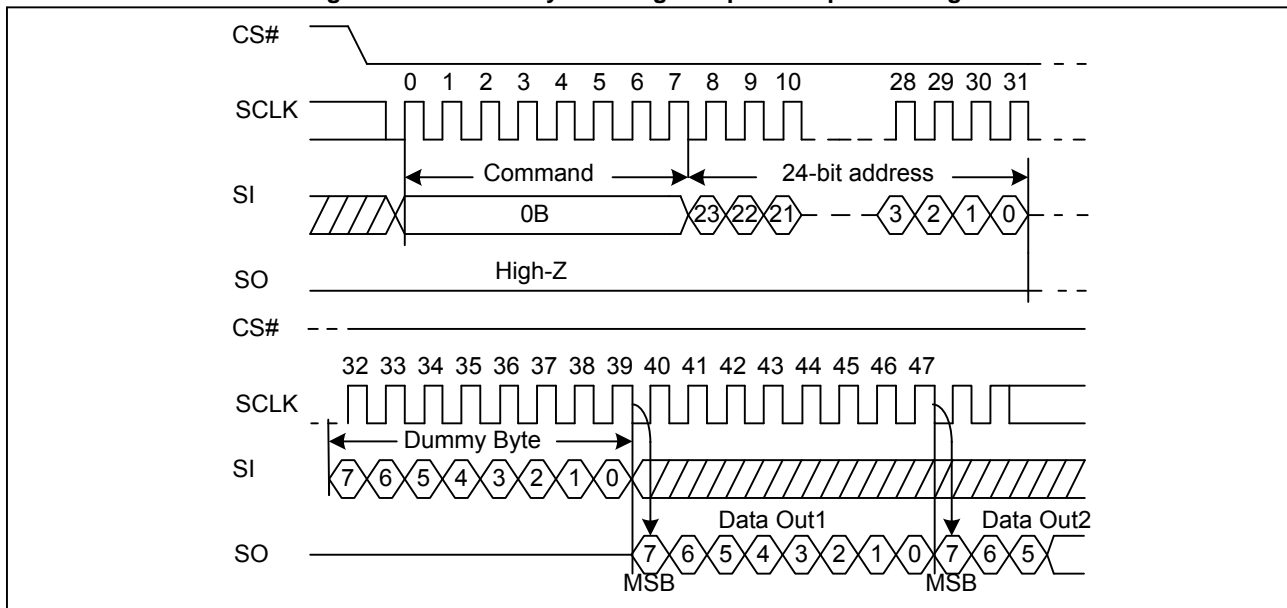 CS#
0 1 2 3 4 5 6 7 8 9 10 28 29 30 31
SCLK
Command 24-bit address
SI
0B 23 22 21 3 2 1 0
High-Z
SO
CS#
32 33 34 35 36 37 38 39 40 41 42 43 44 45 46 47
SCLK
Dummy Byte
SI
7 6 5 4 3 2 1 0
Data Out1 Data Out2
SO
7 6 5 4 3 2 1 0 7 6 5
MSB MSB